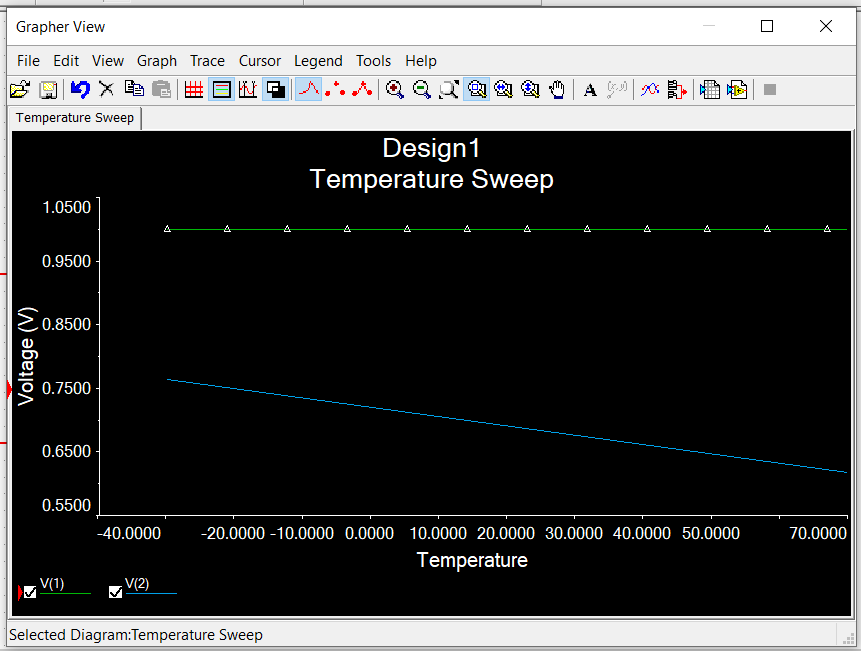 Grapher View
File Edit View Graph Trace Cursor Legend Tools Help
A
Temperature Sweep
Design1
Temperature Sweep
1.0500
0.9500
0.8500
0.7500
0.6500
0.5500
Voltage (V)
-40.0000 -20.0000 -10.0000 0.0000 10.0000 20.0000 30.0000 40.0000 50.0000 70.0000
Temperature
V(1) V(2)
Selected Diagram:Temperature Sweep